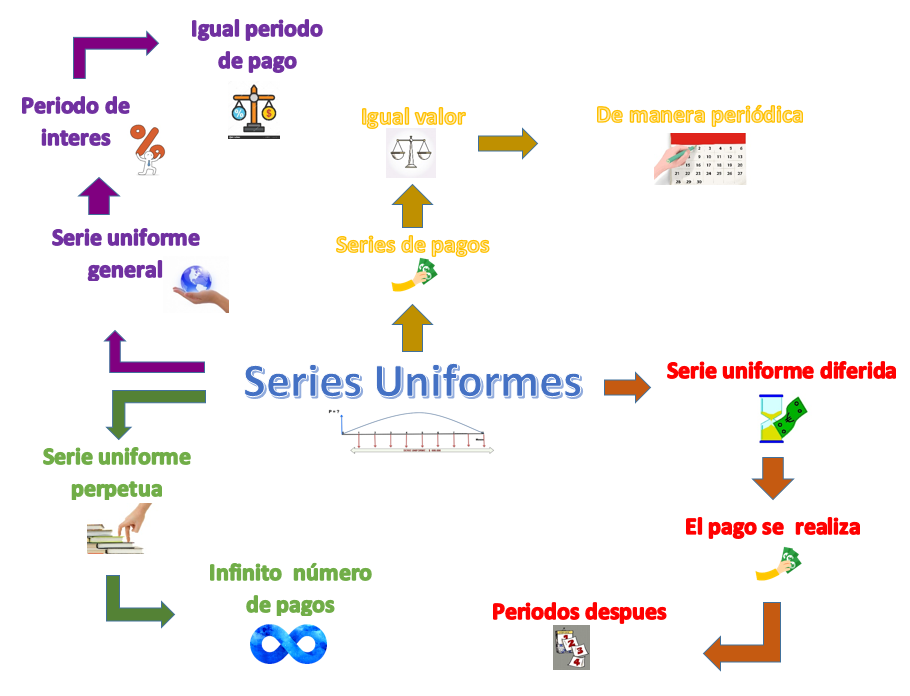 Igual periodo
de pago
Periodo de
interes
Igual valor
De manera periódica
Serie uniforme
general
Series de pagos
Series Uniformes
Serie uniforme diferida
P = ?
Serie uniforme
perpetua
El pago se  realiza
Infinito  número
de pagos
Periodos despues